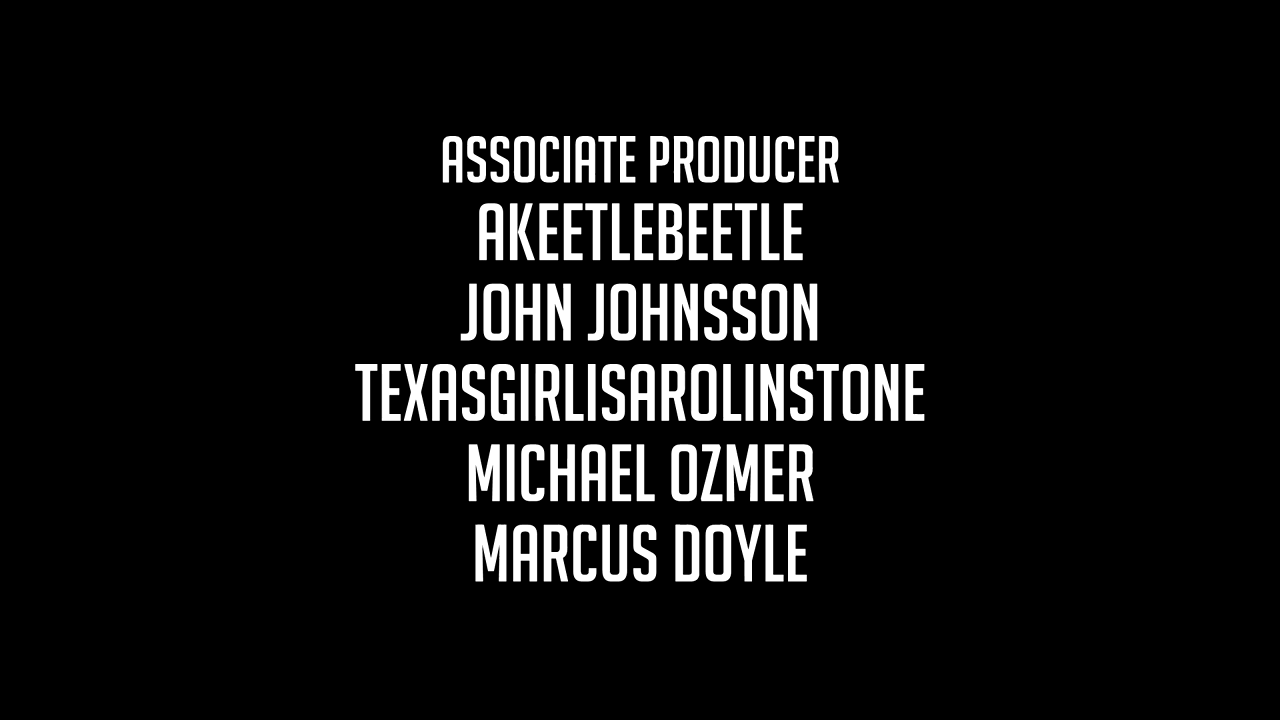 ASSOCIATE PRODUCER
AKEETLEBEETLE
JOHN JOHNSSON
TEXASGIRLISAROLINSTONE
MICHAEL OZMER
MARCUS DOYLE